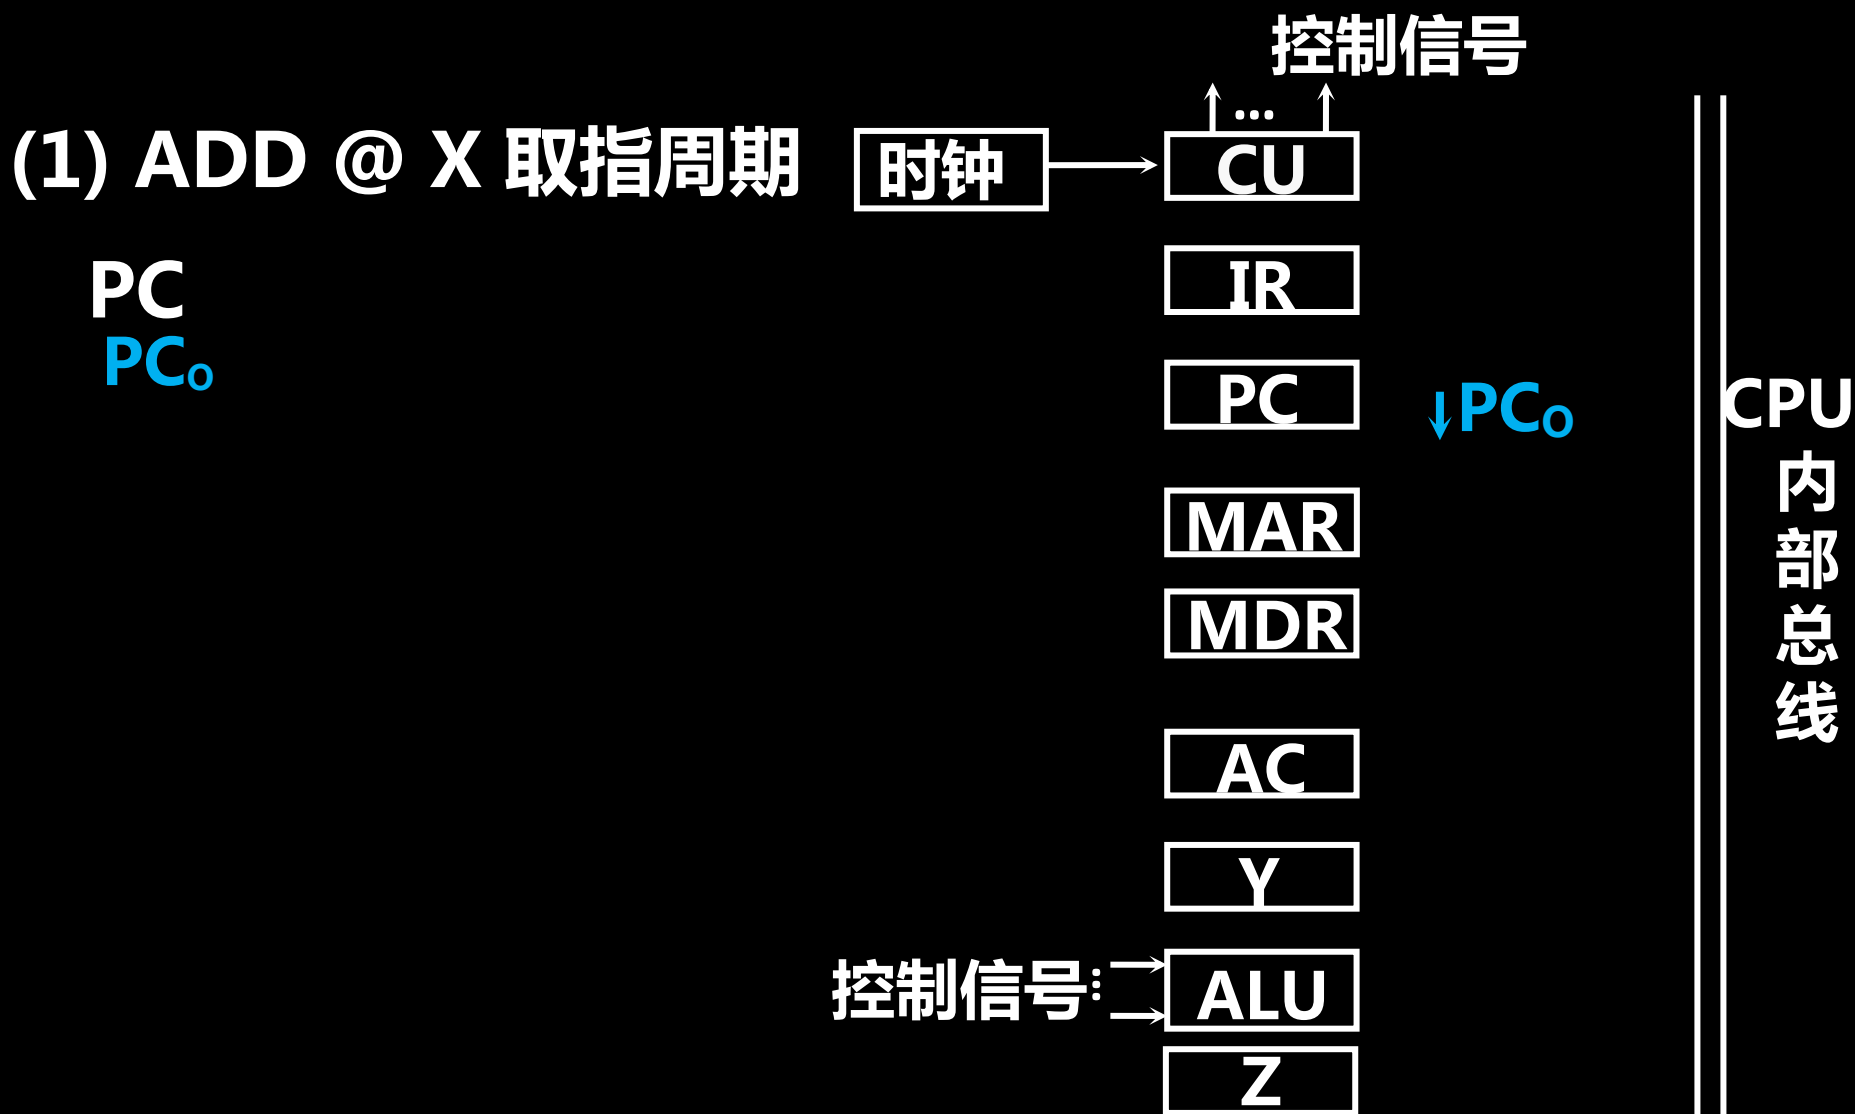 控制信号
(1) ADD @ X 取指周期
时钟
…
CU
PC
PCO
IR
PC
↓PCO
CPU
内
部
总
线
MAR
MDR
AC
Y
控制信号
ALU
Z